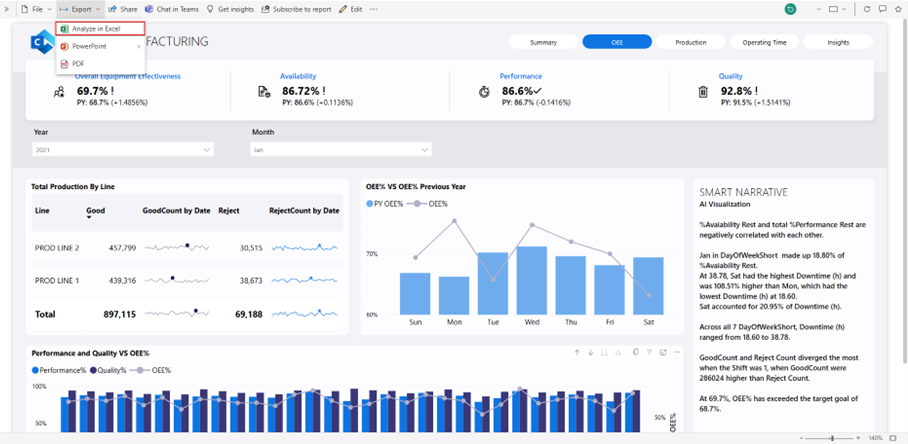 File Export Share Chat in Teams Get insights Subscribe to report Edit ...
Analyze in Excel
PowerPoint
PDF
FACTURING
Summary OEE Production Operating Time Insights
Overall Equipment Effectiveness
69.7% !
PY: 68.7% (+1.4856%)
Availability
86.72% !
PY: 86.6% (+0.1136%)
Performance
86.6%✓
PY: 86.7% (-0.1416%)
Quality
92.8% !
PY: 91.5% (+1.5141%)
Year Month
2021 Jan
Total Production By Line
Line Good GoodCount by Date Reject RejectCount by Date
PROD LINE 2 457,799 30,515
PROD LINE 1 439,316 38,673
Total 897,115 69,188
OEE% VS OEE% Previous Year
PY OEE% OEE%
70%
60%
Sun Mon Tue Wed Thu Fri Sat
SMART NARRATIVE
AI Visualization
%Avaiability Rest and total %Performance Rest are
negatively correlated with each other.
Jan in DayOfWeekShort made up 18.80% of
%Avaiability Rest.
At 38.78, Sat had the highest Downtime (h) and
was 108.51% higher than Mon, which had the
lowest Downtime (h) at 18.60.
Sat accounted for 20.95% of Downtime (h).
Across all 7 DayOfWeekShort, Downtime (h)
ranged from 18.60 to 38.78.
GoodCount and Reject Count diverged the most
when the Shift was 1, when GoodCount were
286024 higher than Reject Count.
At 69.7%, OEE% has exceeded the target goal of
68.7%.
Performance and Quality VS OEE%
Performance% Quality% OEE%
100%
50%
50%
OEE%
140%